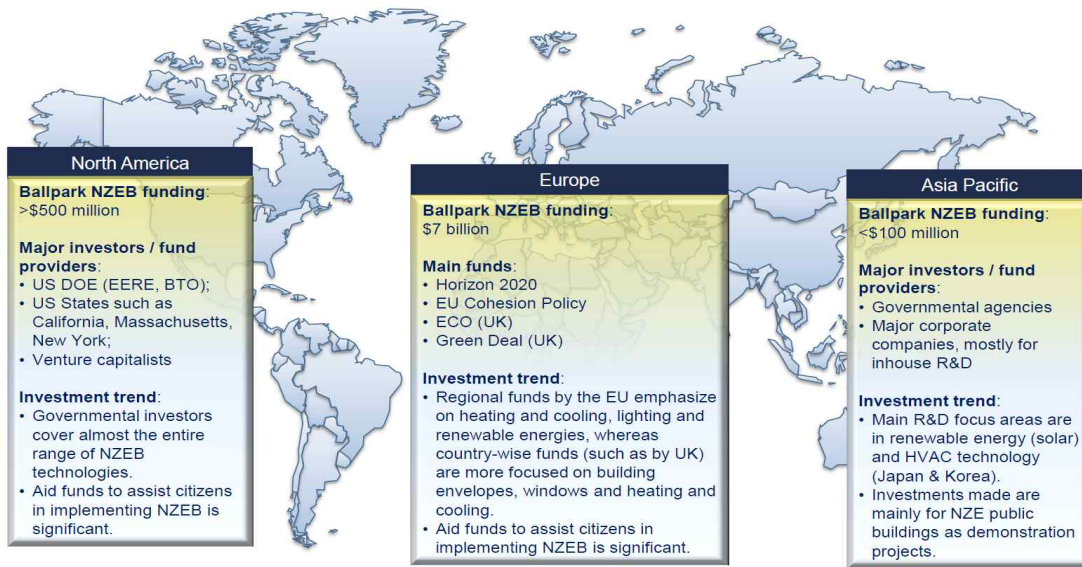 North America
Ballpark NZEB funding:
>$500 million
Major investors / fund
providers:
• US DOE (EERE, BTO);
• US States such as
California, Massachusetts,
New York;
• Venture capitalists
Investment trend:
• Governmental investors
cover almost the entire
range of NZEB
technologies.
• Aid funds to assist citizens
in implementing NZEB is
significant.
Europe
Ballpark NZEB funding:
$7 billion
Main funds:
• Horizon 2020
• EU Cohesion Policy
• ECO (UK)
• Green Deal (UK)
Investment trend:
• Regional funds by the EU emphasize
on heating and cooling, lighting and
renewable energies, whereas
country-wise funds (such as by UK)
are more focused on building
envelopes, windows and heating and
cooling.
• Aid funds to assist citizens in
implementing NZEB is significant.
Asia Pacific
Ballpark NZEB funding:
<$100 million
Major investors / fund
providers:
• Governmental agencies
• Major corporate
companies, mostly for
inhouse R&D
Investment trend:
• Main R&D focus areas are
in renewable energy (solar)
and HVAC technology
(Japan & Korea).
• Investments made are
mainly for NZE public
buildings as demonstration
projects.